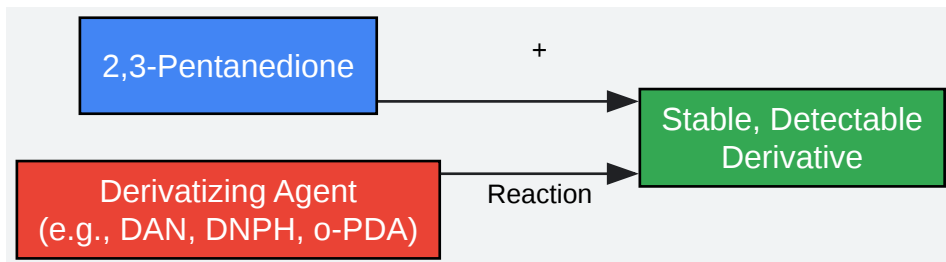 2,3-Pentanedione
+
Stable, Detectable
Derivative
Derivatizing Agent
(e.g., DAN, DNPH, o-PDA)
Reaction